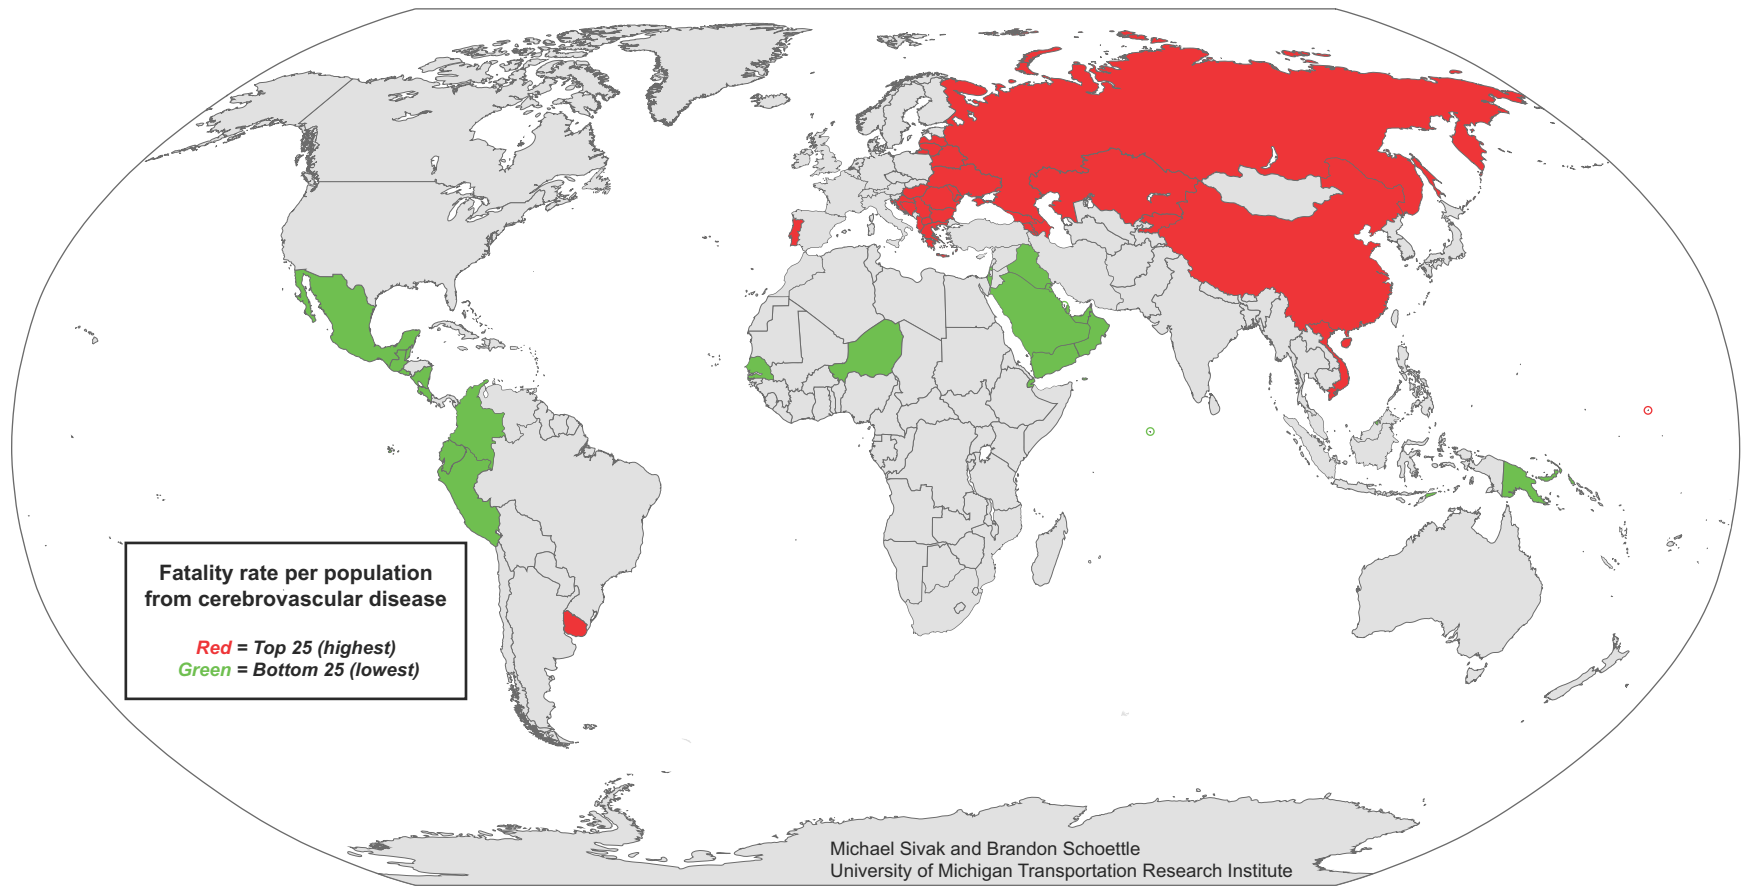 Fatality rate per population
from cerebrovascular disease
Red = Top 25 (highest)
Green = Bottom 25 (lowest)
Michael Sivak and Brandon Schoettle
University of Michigan Transportation Research Institute